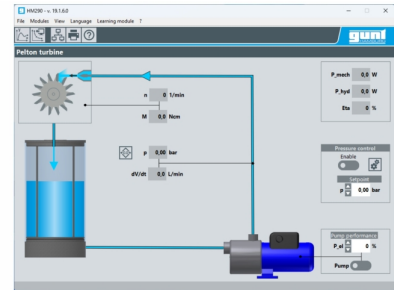 HM290 - v. 19.1.6.0
File Modules View Language Learning module ?
gunt
Pelton turbine
n 0 1/min
M 0,0 Ncm
p 0,00 bar
dV/dt 0,0 L/min
P_mech 0,0 W
P_hyd 0,0 W
Eta 0 %
Pressure control
Enable
Setpoint
p 0,00 bar
Pump performance
P_el 0 %
Pump